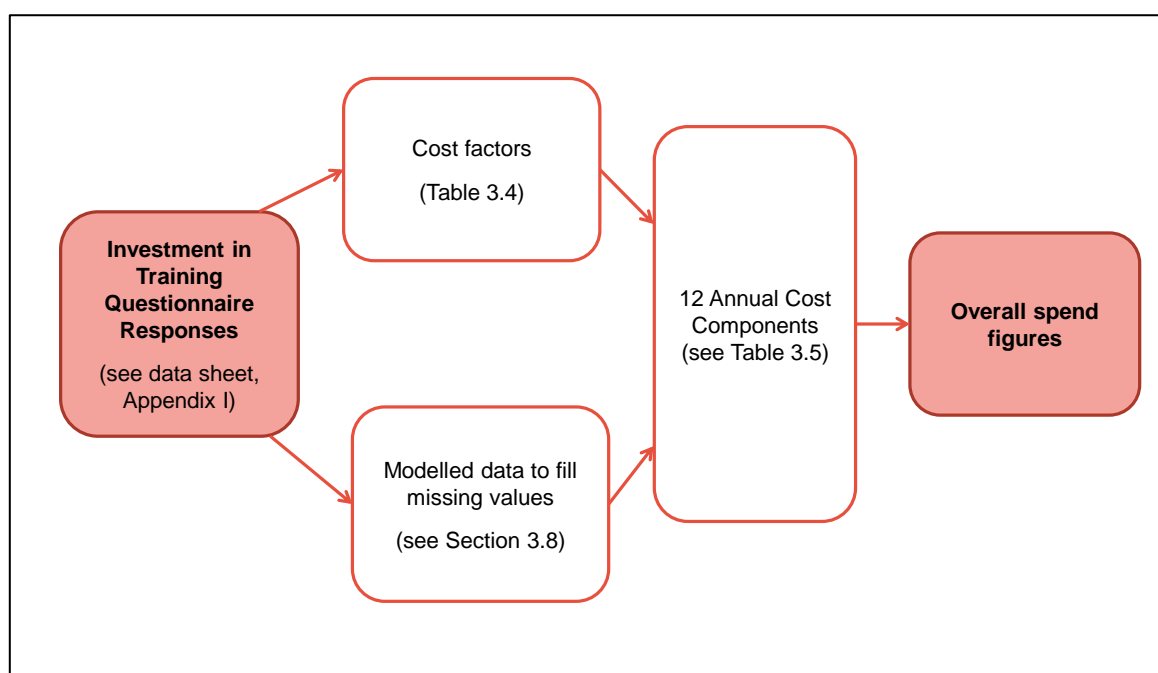 Investment in
Training
Questionnaire
Responses
(see data sheet,
Appendix I)
Cost factors
(Table 3.4)
Modelled data to fill
missing values
(see Section 3.8)
12 Annual Cost
Components
(see Table 3.5)
Overall spend
figures